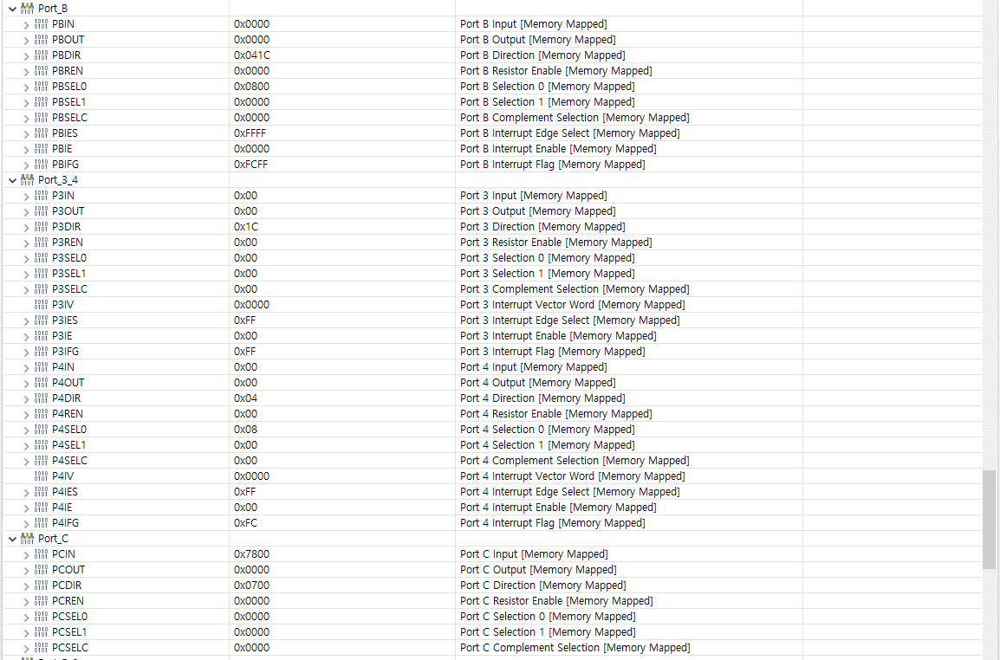 Port_B
PBIN 0x0000 Port B Input [Memory Mapped]
PBOUT 0x0000 Port B Output [Memory Mapped]
PBDIR 0x041C Port B Direction [Memory Mapped]
PBREN 0x0000 Port B Resistor Enable [Memory Mapped]
PBSEL0 0x0800 Port B Selection 0 [Memory Mapped]
PBSEL1 0x0000 Port B Selection 1 [Memory Mapped]
PBSELC 0x0000 Port B Complement Selection [Memory Mapped]
PBIES 0xFFFF Port B Interrupt Edge Select [Memory Mapped]
PBIE 0x0000 Port B Interrupt Enable [Memory Mapped]
PBIFG 0xFCFF Port B Interrupt Flag [Memory Mapped]
Port_3_4
P3IN 0x00 Port 3 Input [Memory Mapped]
P3OUT 0x00 Port 3 Output [Memory Mapped]
P3DIR 0x1C Port 3 Direction [Memory Mapped]
P3REN 0x00 Port 3 Resistor Enable [Memory Mapped]
P3SEL0 0x00 Port 3 Selection 0 [Memory Mapped]
P3SEL1 0x00 Port 3 Selection 1 [Memory Mapped]
P3SELC 0x00 Port 3 Complement Selection [Memory Mapped]
P3IV 0x0000 Port 3 Interrupt Vector Word [Memory Mapped]
P3IES 0xFF Port 3 Interrupt Edge Select [Memory Mapped]
P3IE 0x00 Port 3 Interrupt Enable [Memory Mapped]
P3IFG 0xFF Port 3 Interrupt Flag [Memory Mapped]
P4IN 0x00 Port 4 Input [Memory Mapped]
P4OUT 0x00 Port 4 Output [Memory Mapped]
P4DIR 0x04 Port 4 Direction [Memory Mapped]
P4REN 0x00 Port 4 Resistor Enable [Memory Mapped]
P4SEL0 0x08 Port 4 Selection 0 [Memory Mapped]
P4SEL1 0x00 Port 4 Selection 1 [Memory Mapped]
P4SELC 0x00 Port 4 Complement Selection [Memory Mapped]
P4IV 0x0000 Port 4 Interrupt Vector Word [Memory Mapped]
P4IES 0xFF Port 4 Interrupt Edge Select [Memory Mapped]
P4IE 0x00 Port 4 Interrupt Enable [Memory Mapped]
P4IFG 0xFC Port 4 Interrupt Flag [Memory Mapped]
Port_C
PCIN 0x7800 Port C Input [Memory Mapped]
PCOUT 0x0000 Port C Output [Memory Mapped]
PCDIR 0x0700 Port C Direction [Memory Mapped]
PCREN 0x0000 Port C Resistor Enable [Memory Mapped]
PCSEL0 0x0000 Port C Selection 0 [Memory Mapped]
PCSEL1 0x0000 Port C Selection 1 [Memory Mapped]
PCSELC 0x0000 Port C Complement Selection [Memory Mapped]